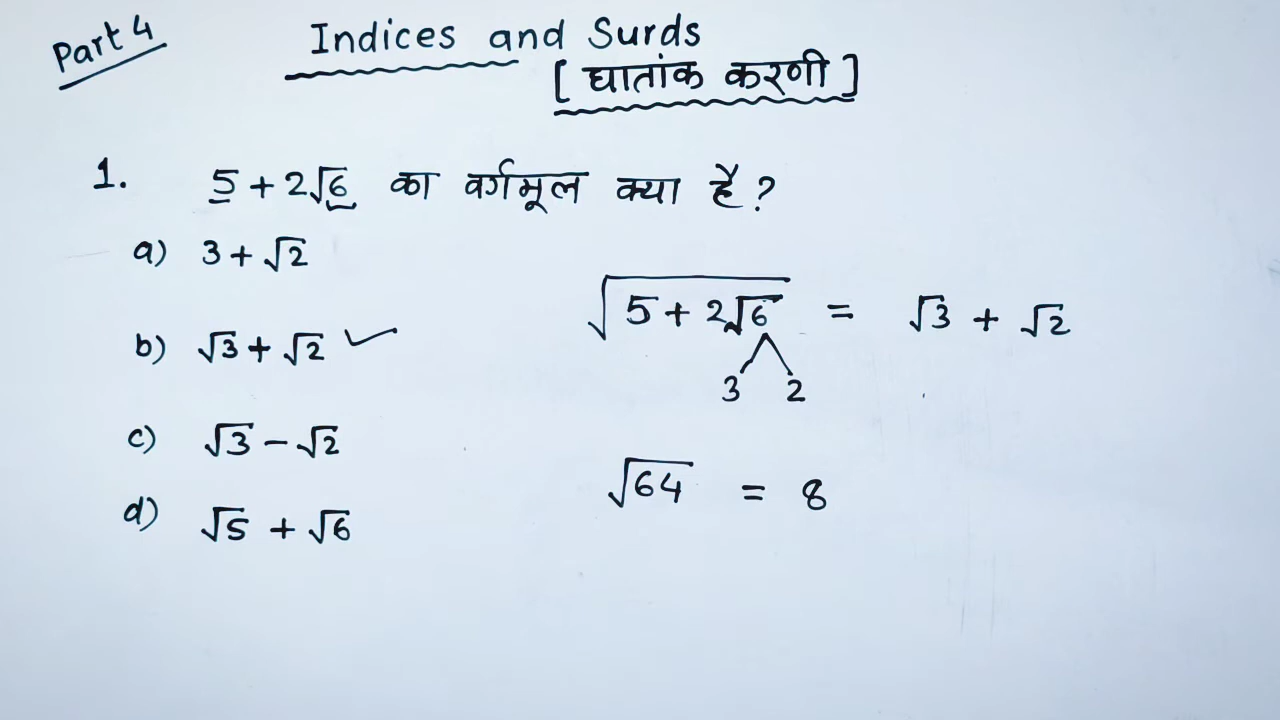 Part 4
Indices and Surds
[ घातांक करणी ]
1. 5 + 2√6 का वर्गमूल क्या है ?
a) 3 + √2
b) √3 + √2 ✓
c) √3 − √2
d) √5 + √6
√(5 + 2√6) = √3 + √2
3 2
√64 = 8